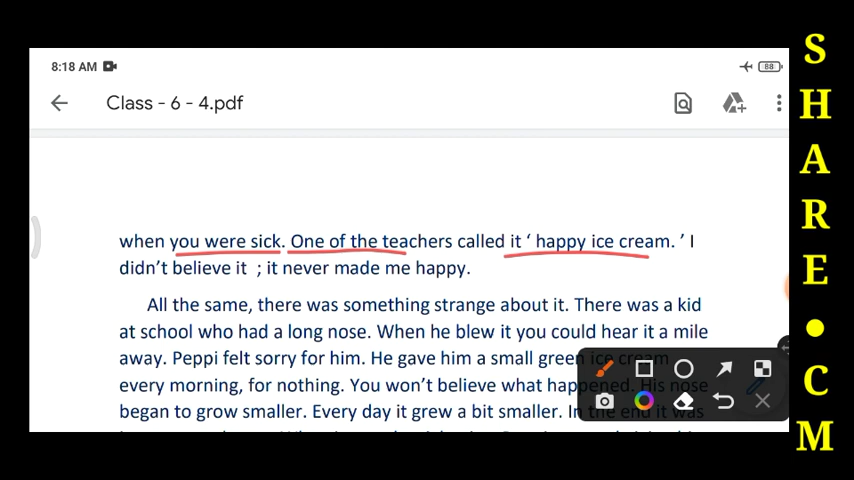 8:18 AM
88
Class - 6 - 4.pdf
when you were sick. One of the teachers called it ‘ happy ice cream. ’ I
didn’t believe it ; it never made me happy.
All the same, there was something strange about it. There was a kid
at school who had a long nose. When he blew it you could hear it a mile
away. Peppi felt sorry for him. He gave him a small green ice cream
every morning, for nothing. You won’t believe what happened. His nose
began to grow smaller. Every day it grew a bit smaller. In the end it was
SHARE•CM